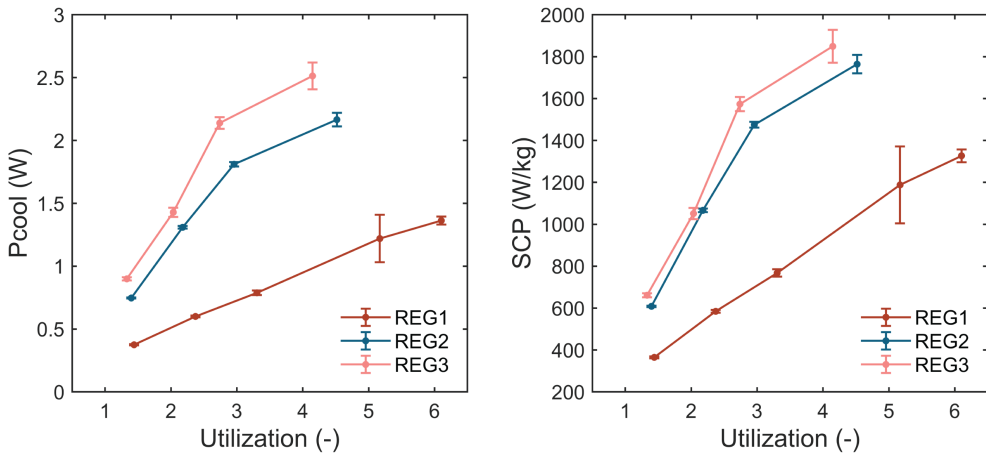 3
2.5
2
1.5
1
0.5
0
Pcool (W)
1 2 3 4 5 6
Utilization (-)
REG1
REG2
REG3
2000
1800
1600
1400
1200
1000
800
600
400
200
SCP (W/kg)
1 2 3 4 5 6
Utilization (-)
REG1
REG2
REG3